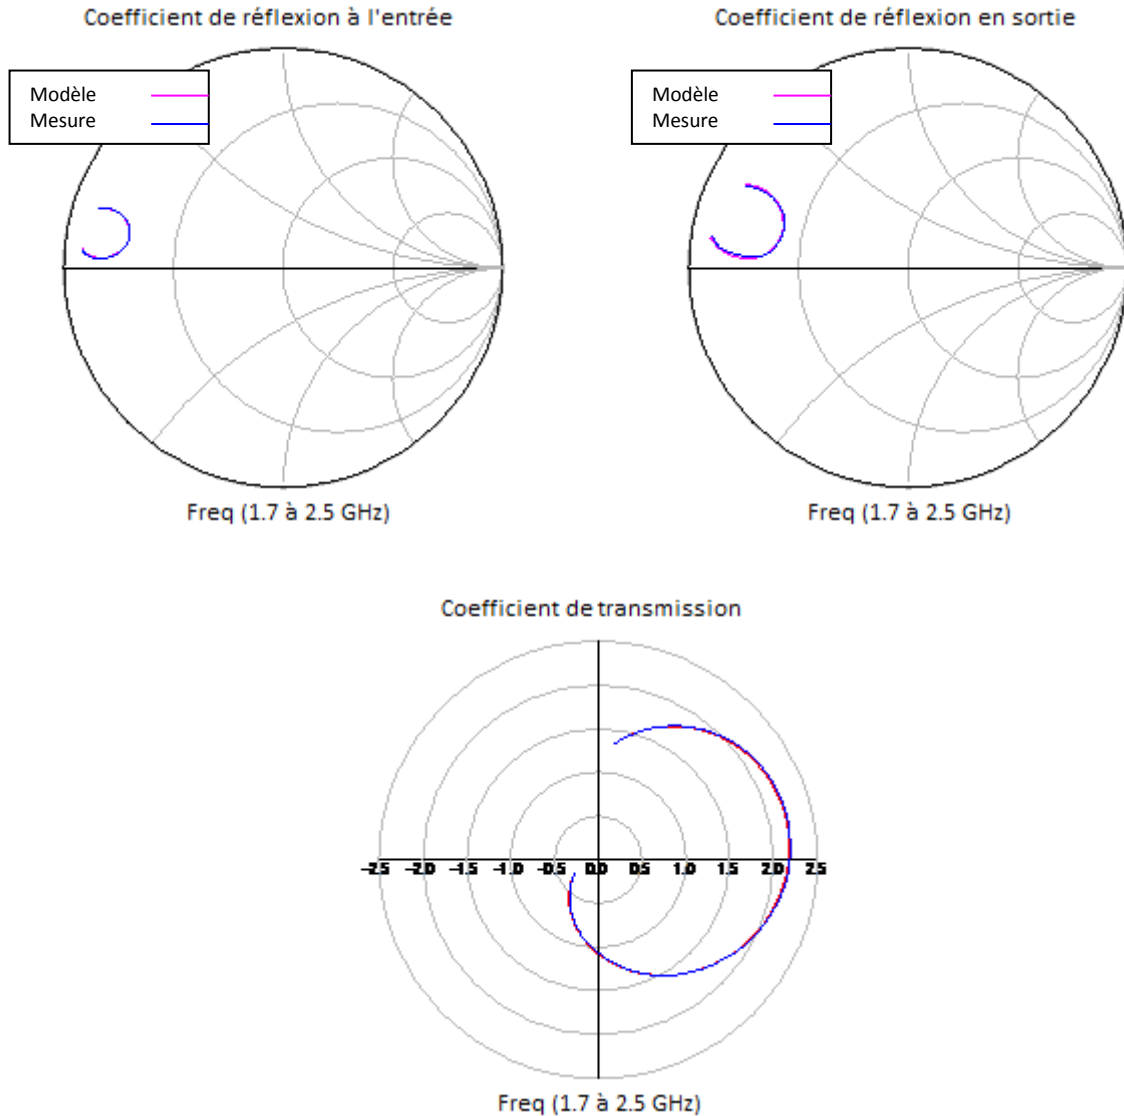 Coefficient de réflexion à l'entrée
Modèle
Mesure
Freq (1.7 à 2.5 GHz)
Coefficient de réflexion en sortie
Modèle
Mesure
Freq (1.7 à 2.5 GHz)
Coefficient de transmission
-2.5 -2.0 -1.5 -1.0 -0.5 0.0 0.5 1.0 1.5 2.0 2.5
Freq (1.7 à 2.5 GHz)